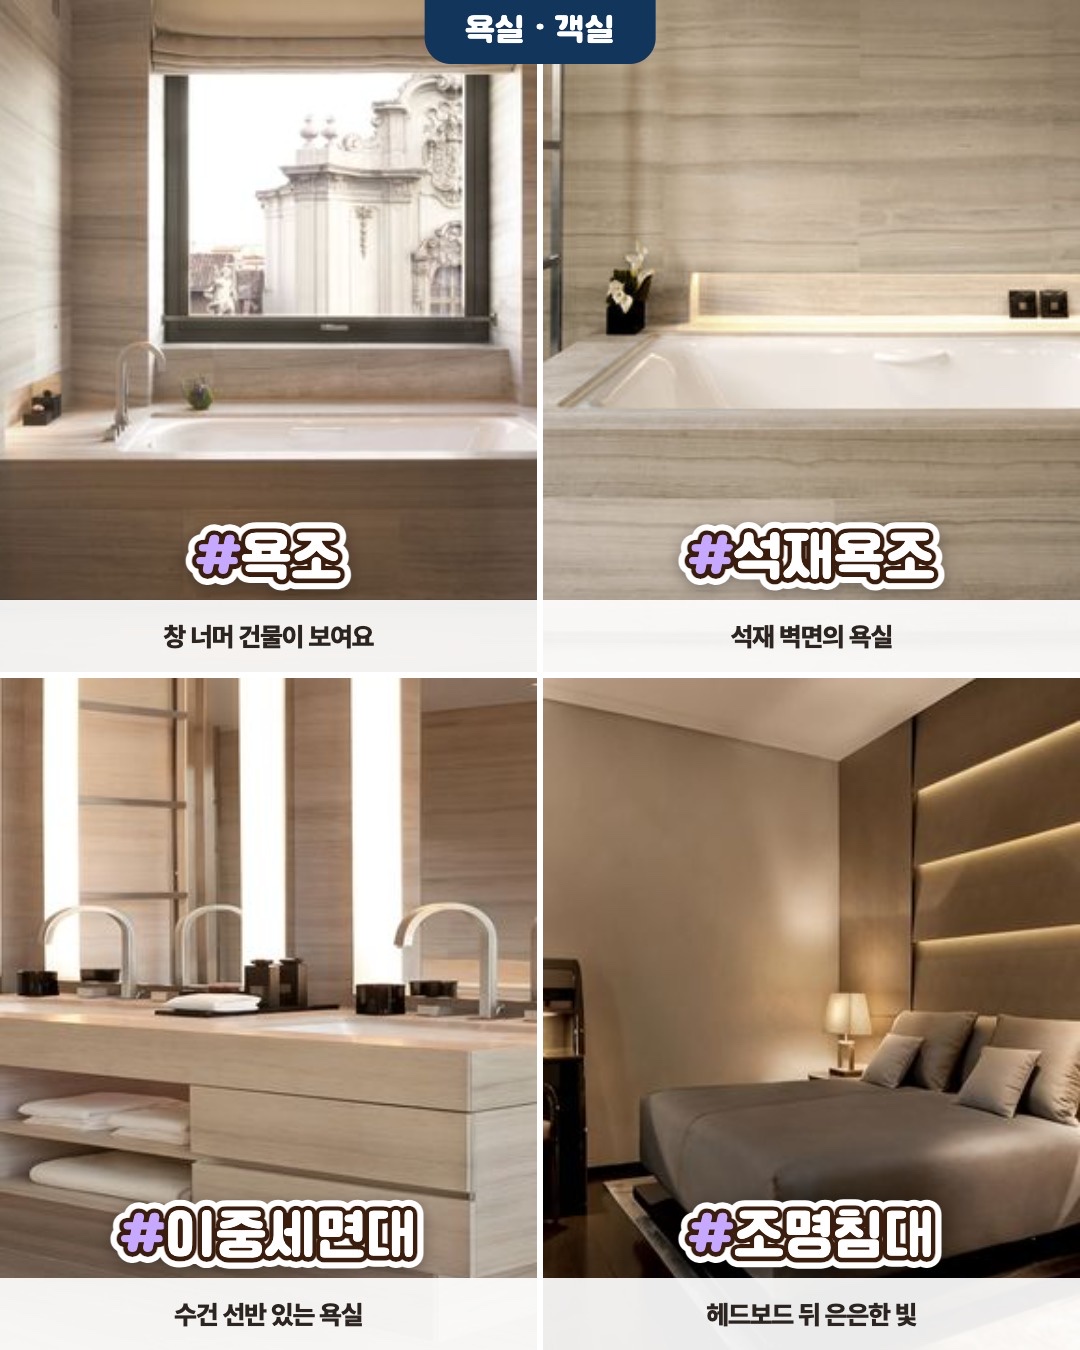 욕실 · 객실
#욕조
창 너머 건물이 보여요
#석재욕조
석재 벽면의 욕실
#이중세면대
수건 선반 있는 욕실
#조명침대
헤드보드 뒤 은은한 빛